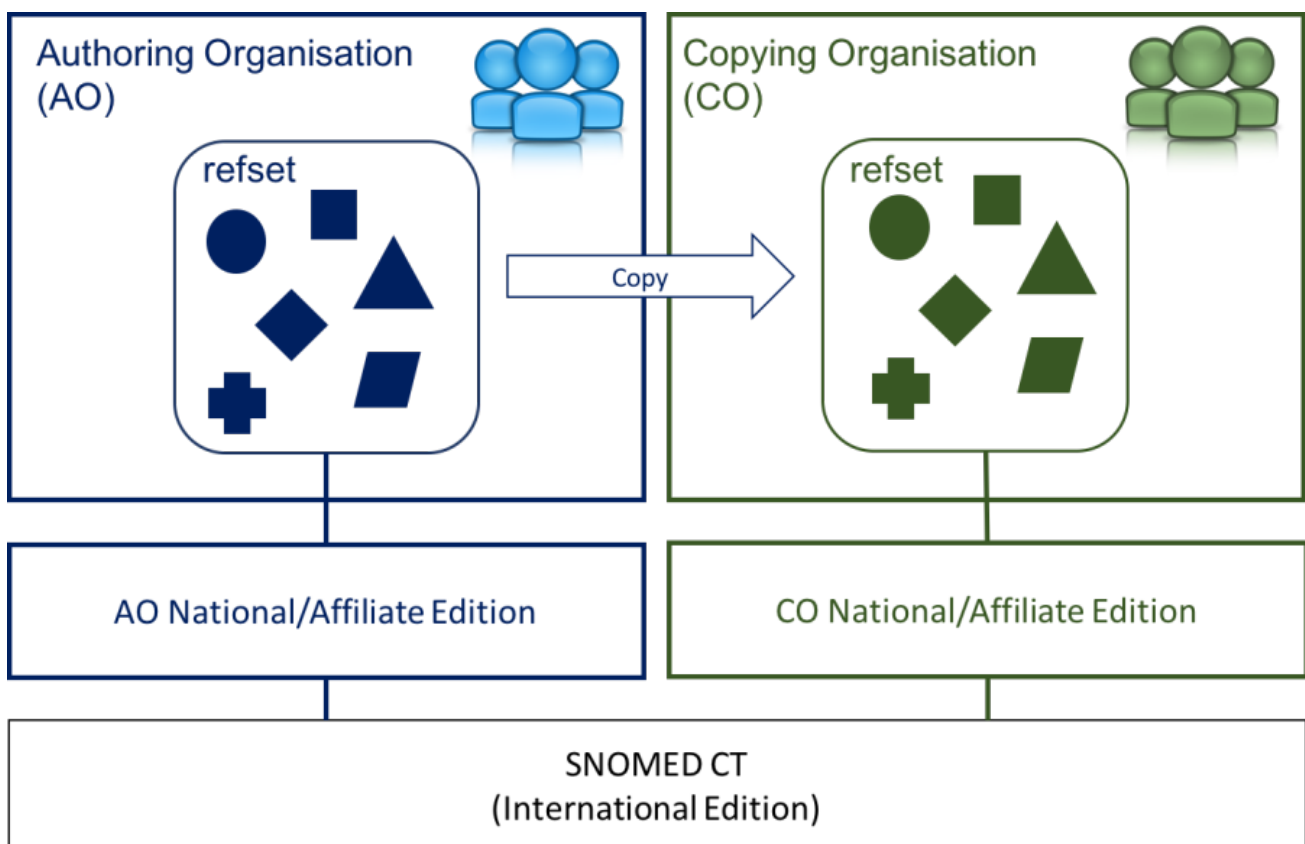 Authoring Organisation
(AO)
refset
Copy
Copying Organisation
(CO)
refset
AO National/Affiliate Edition
CO National/Affiliate Edition
SNOMED CT
(International Edition)